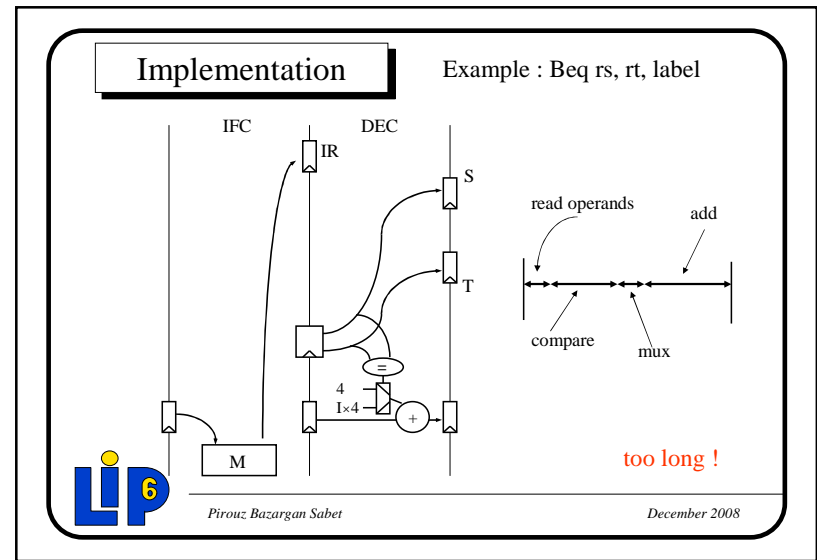 Implementation
Example : Beq rs, rt, label
IFC
DEC
IR
S
T
=
4
I×4
+
M
read operands
add
compare
mux
too long !
LIP6
Pirouz Bazargan Sabet
December 2008